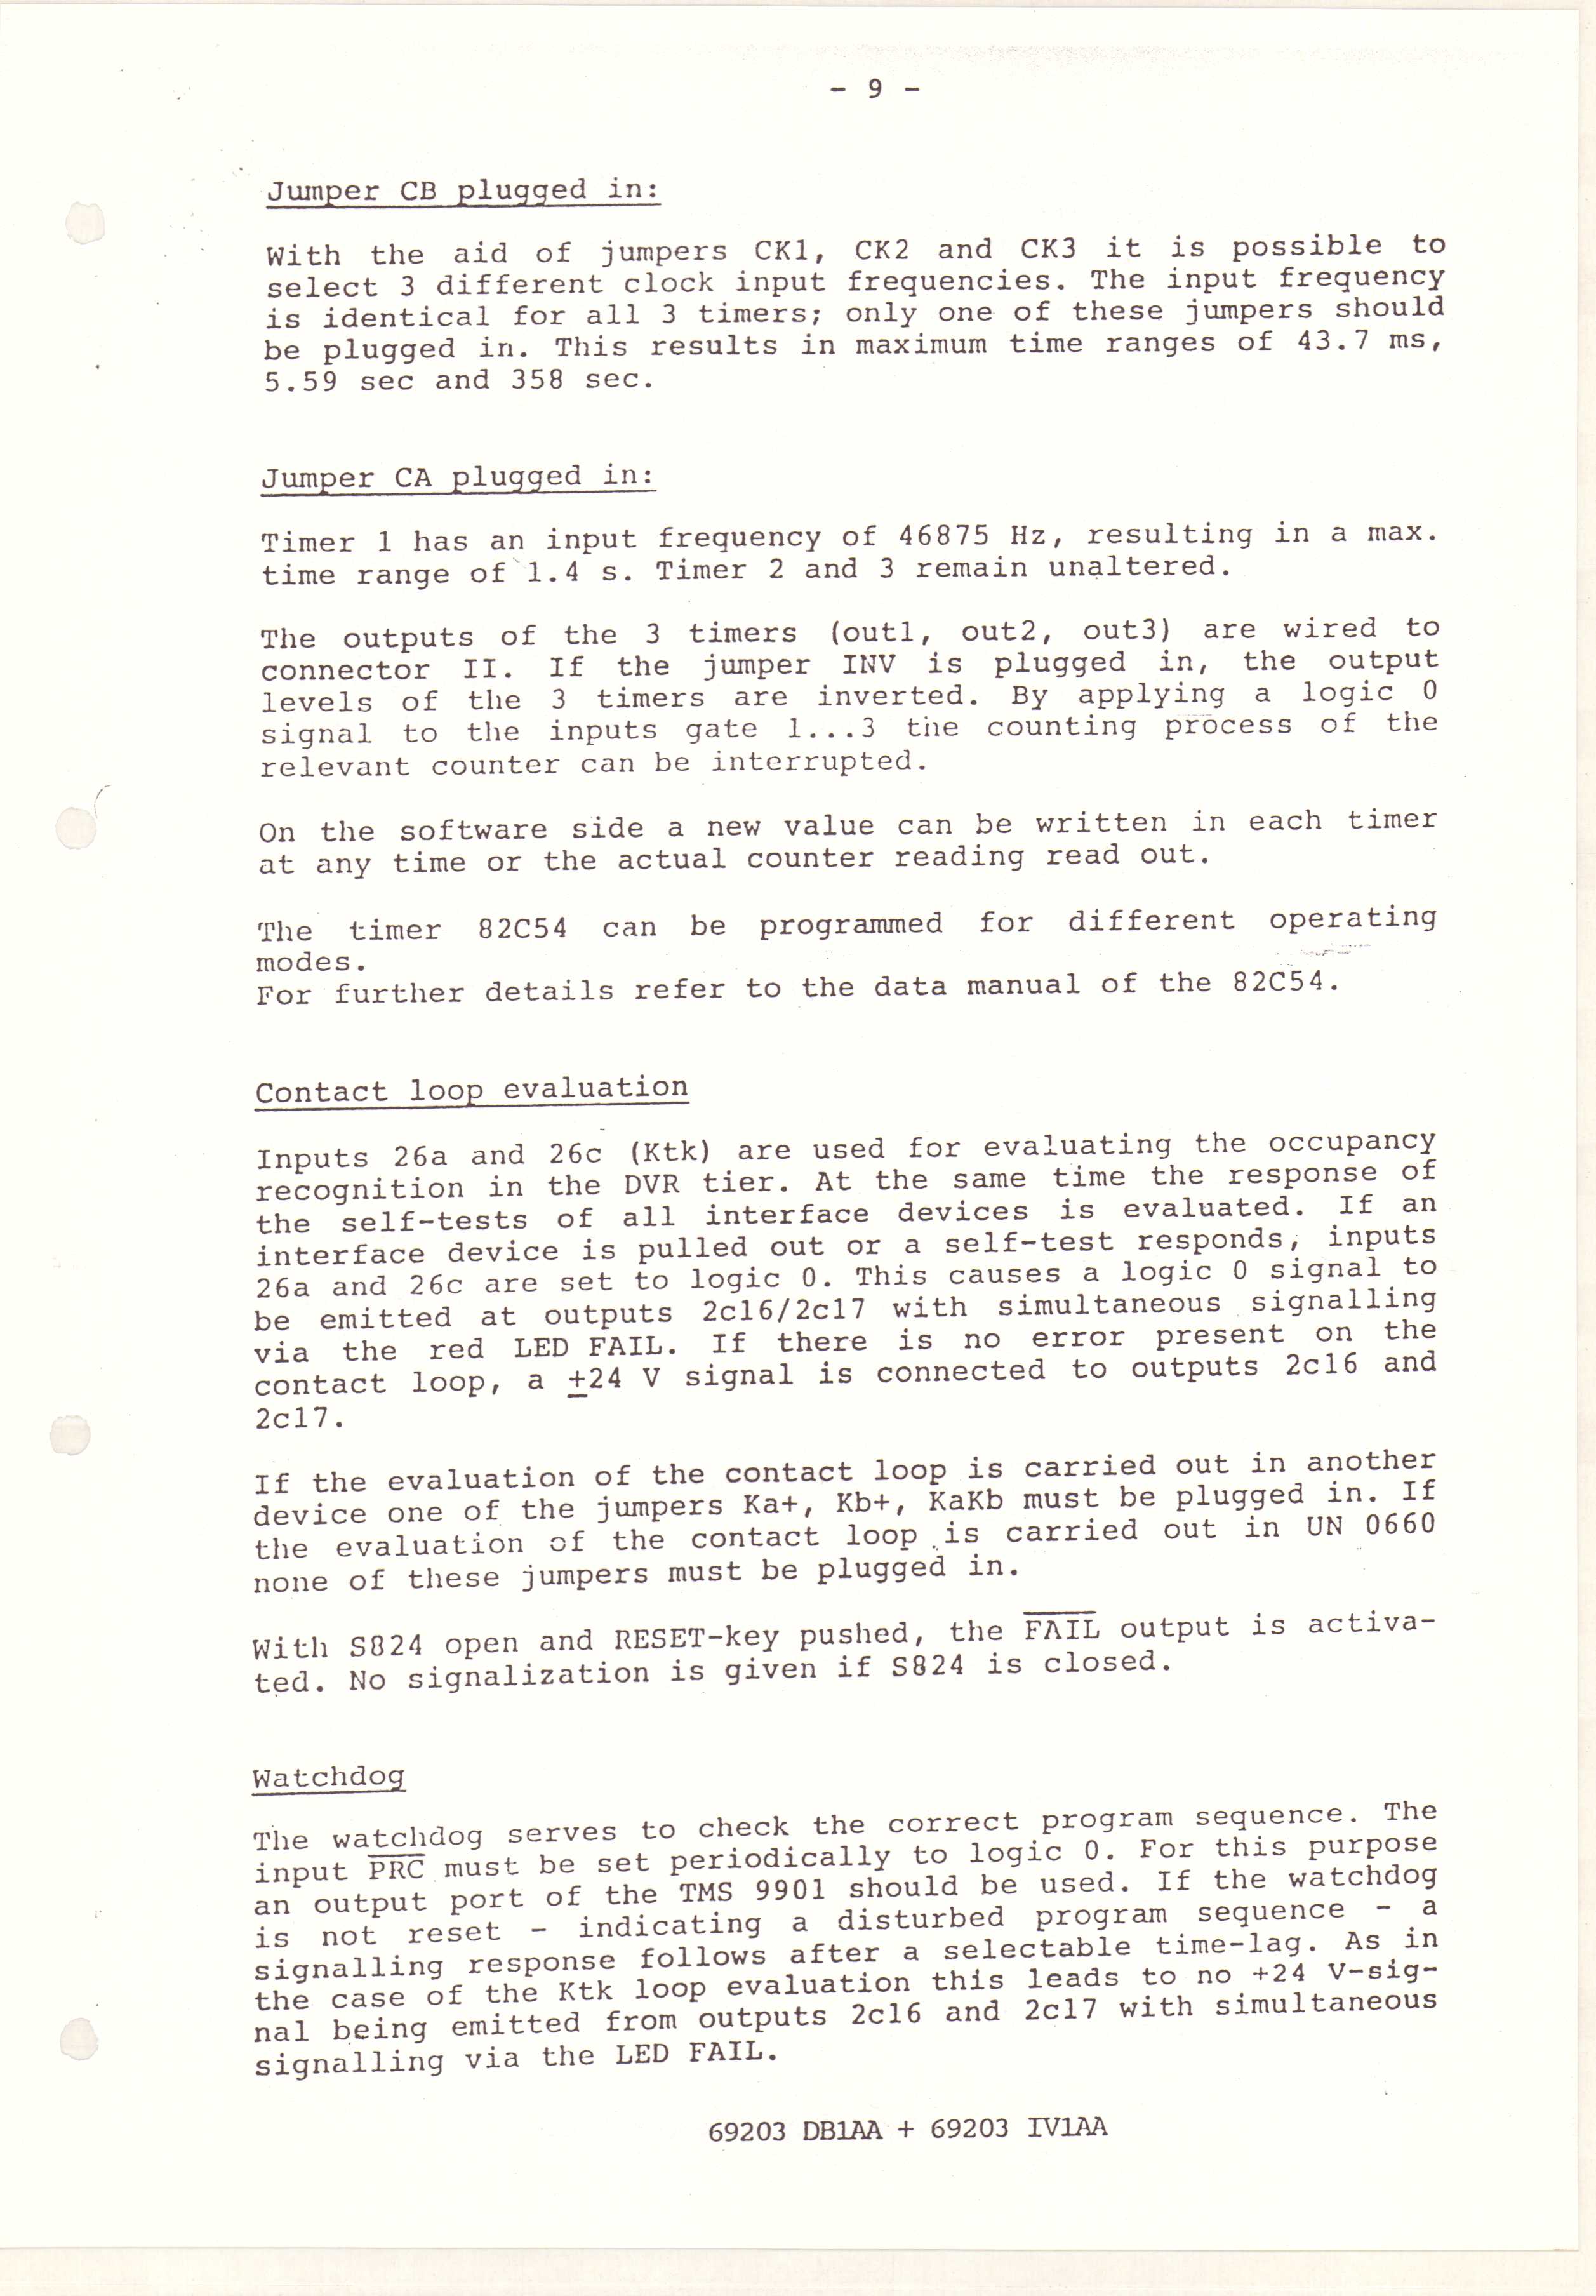 - 9 -
Jumper CB plugged in:
With the aid of jumpers CK1, CK2 and CK3 it is possible to
select 3 different clock input frequencies. The input frequency
is identical for all 3 timers; only one of these jumpers should
be plugged in. This results in maximum time ranges of 43.7 ms,
5.59 sec and 358 sec.
Jumper CA plugged in:
Timer 1 has an input frequency of 46875 Hz, resulting in a max.
time range of 1.4 s. Timer 2 and 3 remain unaltered.
The outputs of the 3 timers (out1, out2, out3) are wired to
connector II. If the jumper INV is plugged in, the output
levels of the 3 timers are inverted. By applying a logic 0
signal to the inputs gate 1...3 the counting process of the
relevant counter can be interrupted.
On the software side a new value can be written in each timer
at any time or the actual counter reading read out.
The timer 82C54 can be programmed for different operating
modes.
For further details refer to the data manual of the 82C54.
Contact loop evaluation
Inputs 26a and 26c (Ktk) are used for evaluating the occupancy
recognition in the DVR tier. At the same time the response of
the self-tests of all interface devices is evaluated. If an
interface device is pulled out or a self-test responds, inputs
26a and 26c are set to logic 0. This causes a logic 0 signal to
be emitted at outputs 2c16/2c17 with simultaneous signalling
via the red LED FAIL. If there is no error present on the
contact loop, a ±24 V signal is connected to outputs 2c16 and
2c17.
If the evaluation of the contact loop is carried out in another
device one of the jumpers Ka+, Kb+, KaKb must be plugged in. If
the evaluation of the contact loop is carried out in UN 0660
none of these jumpers must be plugged in.
With S824 open and RESET-key pushed, the F̅A̅I̅L̅ output is activa-
ted. No signalization is given if S824 is closed.
Watchdog
The watchdog serves to check the correct program sequence. The
input P̅R̅C̅ must be set periodically to logic 0. For this purpose
an output port of the TMS 9901 should be used. If the watchdog
is not reset - indicating a disturbed program sequence - a
signalling response follows after a selectable time-lag. As in
the case of the Ktk loop evaluation this leads to no +24 V-sig-
nal being emitted from outputs 2c16 and 2c17 with simultaneous
signalling via the LED FAIL.
69203 DB1AA + 69203 IV1AA